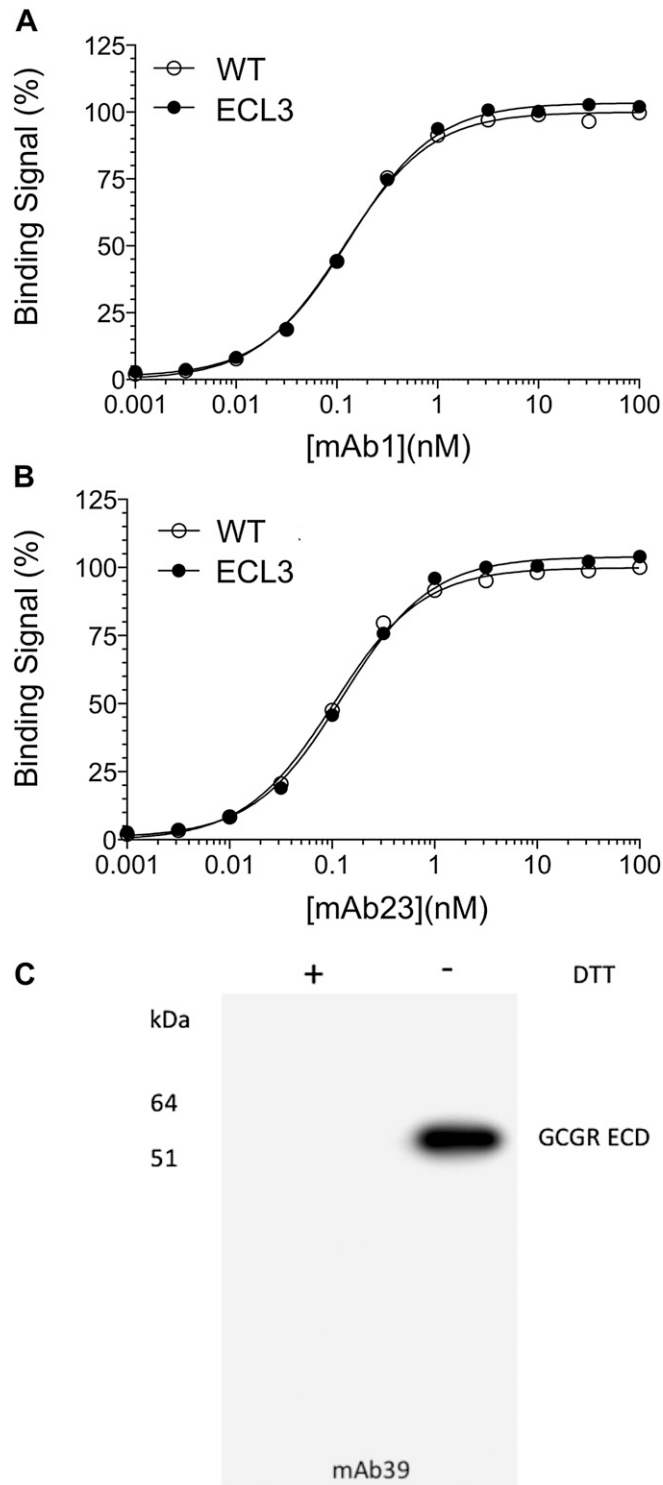 A
125
WT
ECL3
100
75
50
25
0
Binding Signal (%)
0.001 0.01 0.1 1 10 100
[mAb1](nM)
B
125
WT
ECL3
100
75
50
25
0
Binding Signal (%)
0.001 0.01 0.1 1 10 100
[mAb23](nM)
C
+ - DTT
kDa
64
GCGR ECD
51
mAb39